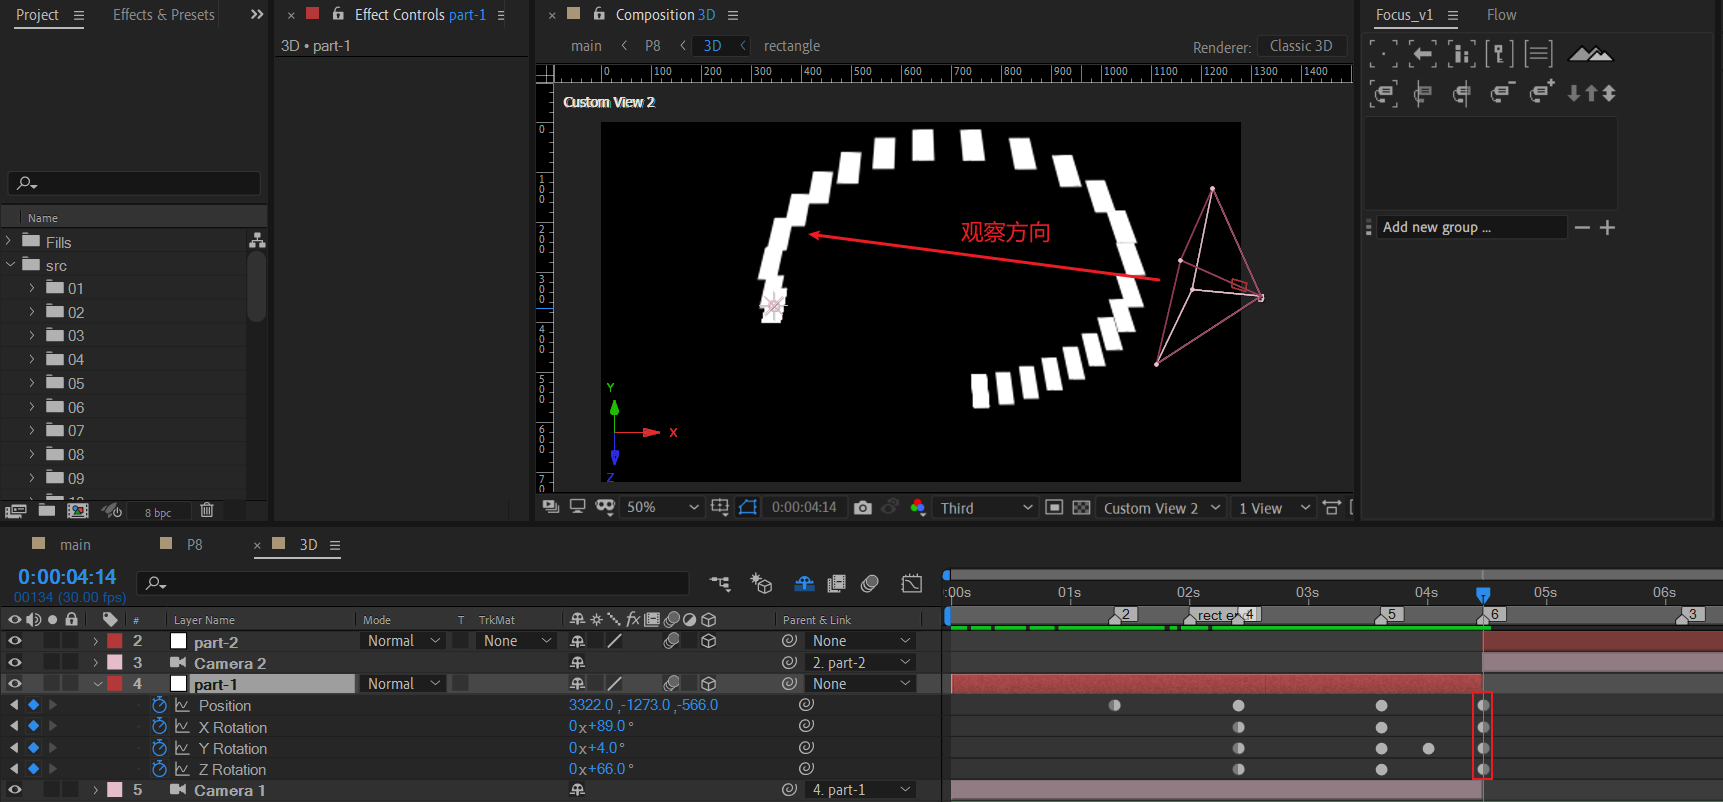 Project
Effects & Presets
Effect Controls part-1
Composition 3D
Focus_v1
Flow
3D • part-1
main
P8
3D
rectangle
Renderer:
Classic 3D
0 100 200 300 400 500 600 700 800 900 1000 1100 1200 1300 1400
Custom View 2
0
100
200
300
400
500
600
观察方向
Y
X
Z
Add new group ...
Name
Fills
src
01
02
03
04
05
06
07
08
09
8 bpc
50%
0:00:04:14
Third
Custom View 2
1 View
main
P8
3D
0:00:04:14
00134 (30.00 fps)
:00s 01s 02s 03s 04s 05s 06s
2
4
5
6
3
# Layer Name Mode T TrkMat Parent & Link
2 part-2 Normal None None
3 Camera 2 2. part-2
4 part-1 Normal None
Position 3322.0 ,-1273.0 ,-566.0
X Rotation 0x+89.0°
Y Rotation 0x+4.0°
Z Rotation 0x+66.0°
5 Camera 1 4. part-1